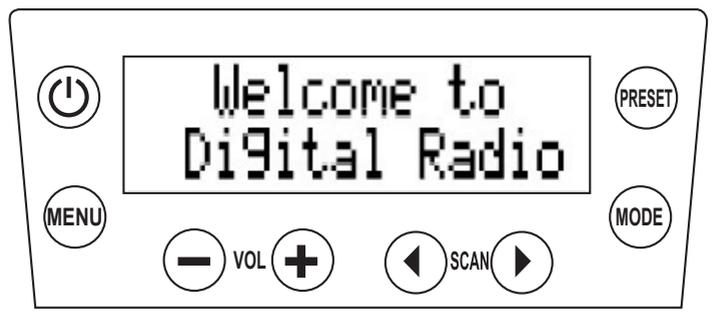 Welcome to
Digital Radio
PRESET
MENU
MODE
VOL
SCAN